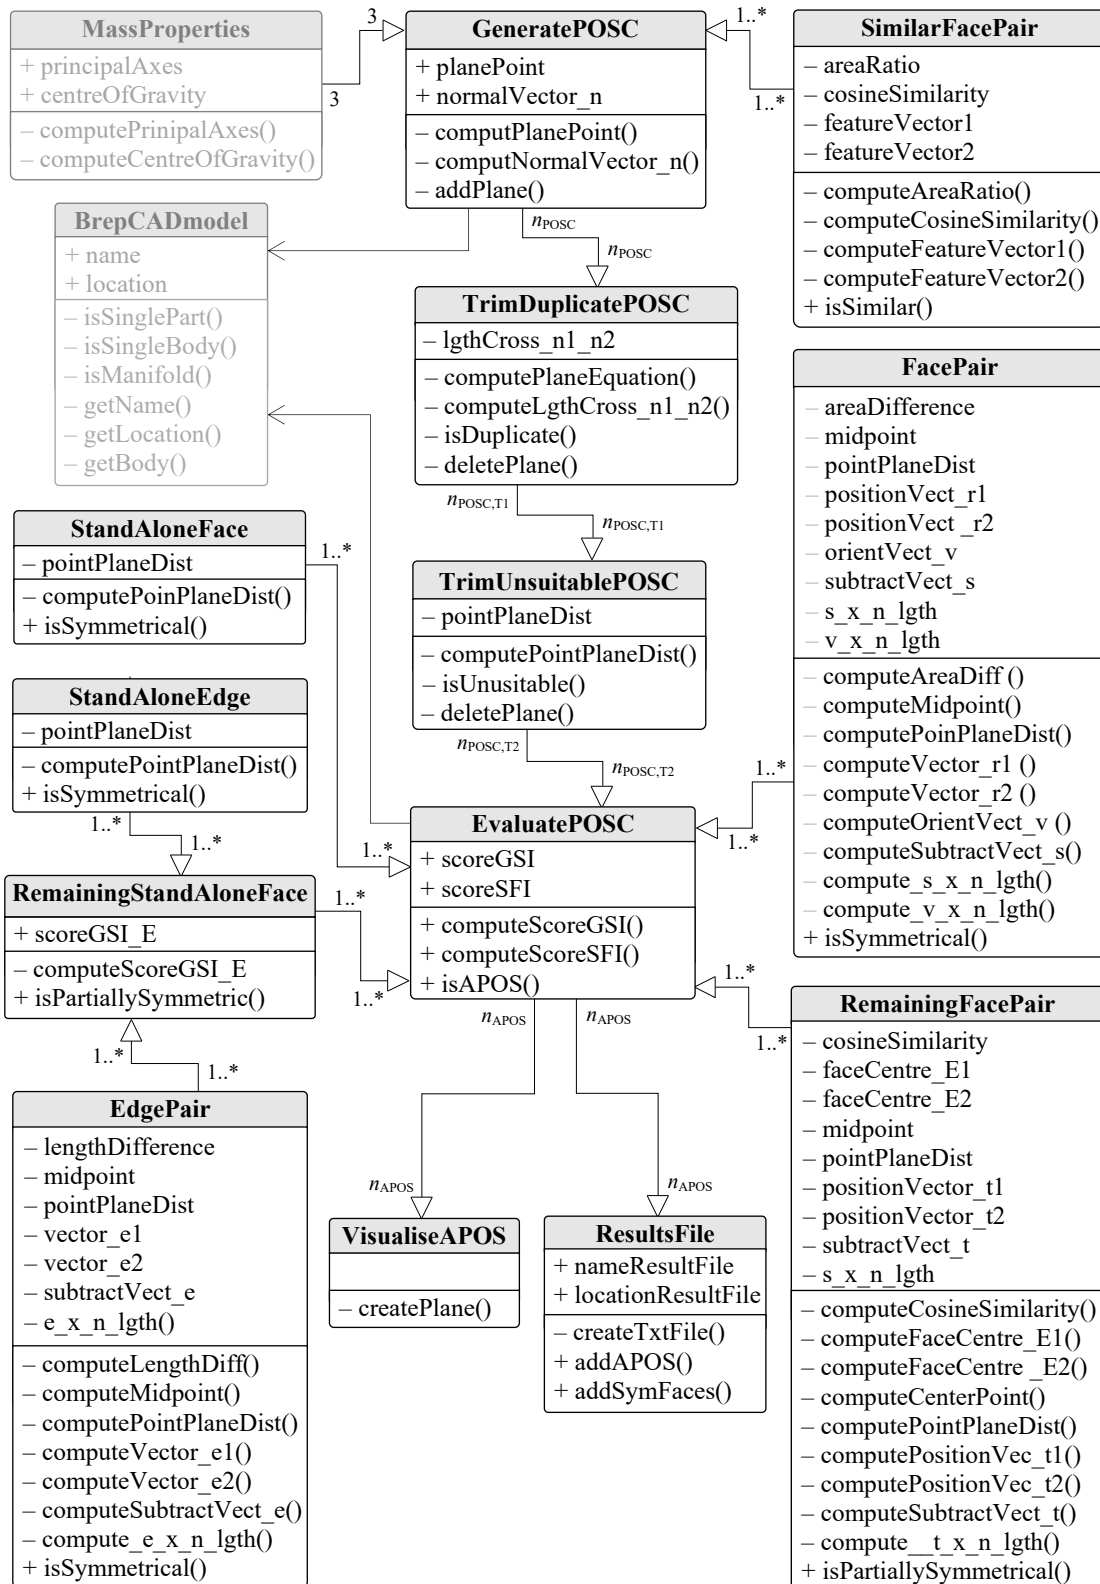 MassProperties
+ principalAxes
+ centreOfGravity
– computePrinipalAxes()
– computeCentreOfGravity()
3
3
GeneratePOSC
+ planePoint
+ normalVector_n
– computPlanePoint()
– computNormalVector_n()
– addPlane()
1..*
1..*
SimilarFacePair
– areaRatio
– cosineSimilarity
– featureVector1
– featureVector2
– computeAreaRatio()
– computeCosineSimilarity()
– computeFeatureVector1()
– computeFeatureVector2()
+ isSimilar()
BrepCADmodel
+ name
+ location
– isSinglePart()
– isSingleBody()
– isManifold()
– getName()
– getLocation()
– getBody()
nPOSC
nPOSC
TrimDuplicatePOSC
– lgthCross_n1_n2
– computePlaneEquation()
– computeLgthCross_n1_n2()
– isDuplicate()
– deletePlane()
nPOSC,T1
nPOSC,T1
FacePair
– areaDifference
– midpoint
– pointPlaneDist
– positionVect_r1
– positionVect _r2
– orientVect_v
– subtractVect_s
– s_x_n_lgth
– v_x_n_lgth
– computeAreaDiff ()
– computeMidpoint()
– computePoinPlaneDist()
– computeVector_r1 ()
– computeVector_r2 ()
– computeOrientVect_v ()
– computeSubtractVect_s()
– compute_s_x_n_lgth()
– compute_v_x_n_lgth()
+ isSymmetrical()
StandAloneFace
– pointPlaneDist
– computePoinPlaneDist()
+ isSymmetrical()
1..*
1..*
TrimUnsuitablePOSC
– pointPlaneDist
– computePointPlaneDist()
– isUnusitable()
– deletePlane()
nPOSC,T2
nPOSC,T2
StandAloneEdge
– pointPlaneDist
– computePointPlaneDist()
+ isSymmetrical()
1..*
1..*
1..*
1..*
EvaluatePOSC
+ scoreGSI
+ scoreSFI
+ computeScoreGSI()
+ computeScoreSFI()
+ isAPOS()
RemainingStandAloneFace
+ scoreGSI_E
– computeScoreGSI_E
+ isPartiallySymmetric()
1..*
1..*
1..*
1..*
1..*
1..*
nAPOS
nAPOS
nAPOS
nAPOS
EdgePair
– lengthDifference
– midpoint
– pointPlaneDist
– vector_e1
– vector_e2
– subtractVect_e
– e_x_n_lgth()
– computeLengthDiff()
– computeMidpoint()
– computePointPlaneDist()
– computeVector_e1()
– computeVector_e2()
– computeSubtractVect_e()
– compute_e_x_n_lgth()
+ isSymmetrical()
VisualiseAPOS
– createPlane()
ResultsFile
+ nameResultFile
+ locationResultFile
– createTxtFile()
+ addAPOS()
+ addSymFaces()
RemainingFacePair
– cosineSimilarity
– faceCentre_E1
– faceCentre_E2
– midpoint
– pointPlaneDist
– positionVector_t1
– positionVector_t2
– subtractVect_t
– s_x_n_lgth
– computeCosineSimilarity()
– computeFaceCentre_E1()
– computeFaceCentre _E2()
– computeCenterPoint()
– computePointPlaneDist()
– computePositionVec_t1()
– computePositionVec_t2()
– computeSubtractVect_t()
– compute__t_x_n_lgth()
+ isPartiallySymmetrical()